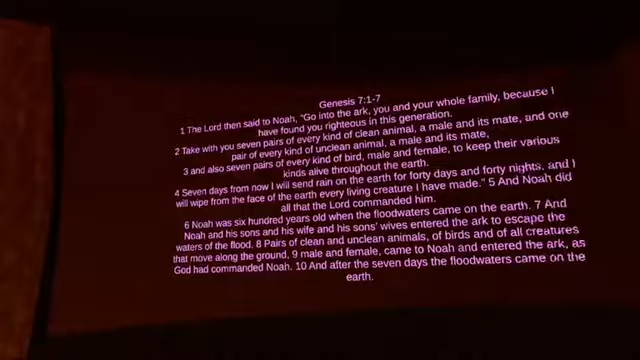 Genesis 7:1-7
1 The Lord then said to Noah, "Go into the ark, you and your whole family, because I
have found you righteous in this generation.
2 Take with you seven pairs of every kind of clean animal, a male and its mate, and one
pair of every kind of unclean animal, a male and its mate,
3 and also seven pairs of every kind of bird, male and female, to keep their various
kinds alive throughout the earth.
4 Seven days from now I will send rain on the earth for forty days and forty nights, and I
will wipe from the face of the earth every living creature I have made." 5 And Noah did
all that the Lord commanded him.
6 Noah was six hundred years old when the floodwaters came on the earth. 7 And
Noah and his sons and his wife and his sons' wives entered the ark to escape the
waters of the flood. 8 Pairs of clean and unclean animals, of birds and of all creatures
that move along the ground, 9 male and female, came to Noah and entered the ark, as
God had commanded Noah. 10 And after the seven days the floodwaters came on the
earth.